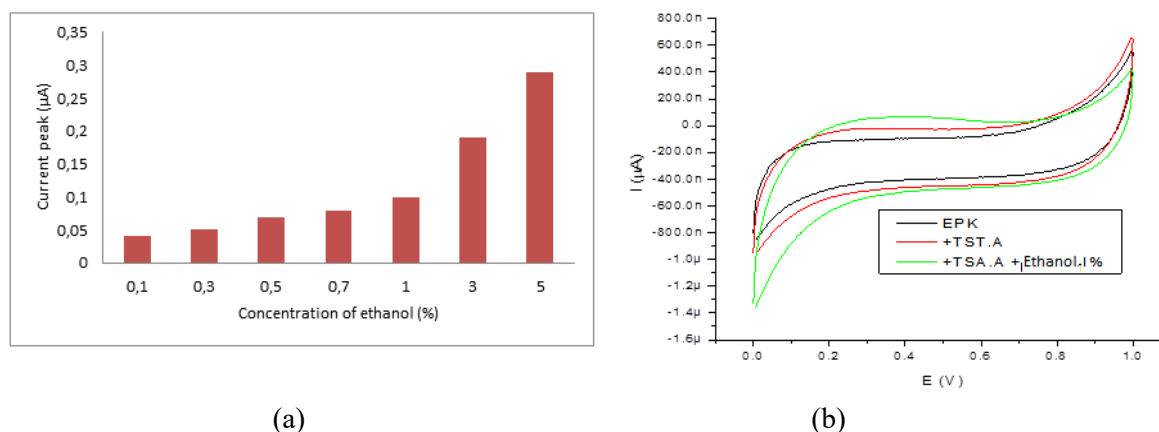 0,35
0,3
0,25
0,2
0,15
0,1
0,05
0
Currrent peak (µA)
0,1 0,3 0,5 0,7 1 3 5
Concentration of ethanol (%)
(a)
800.0n
600.0n
400.0n
200.0n
0.0
-200.0n
-400.0n
-600.0n
-800.0n
-1.0µ
-1.2µ
-1.4µ
-1.6µ
I (µA)
EPK
+TST.A
+TSA.A +Ethanol 1%
0.0 0.2 0.4 0.6 0.8 1.0
E (V)
(b)